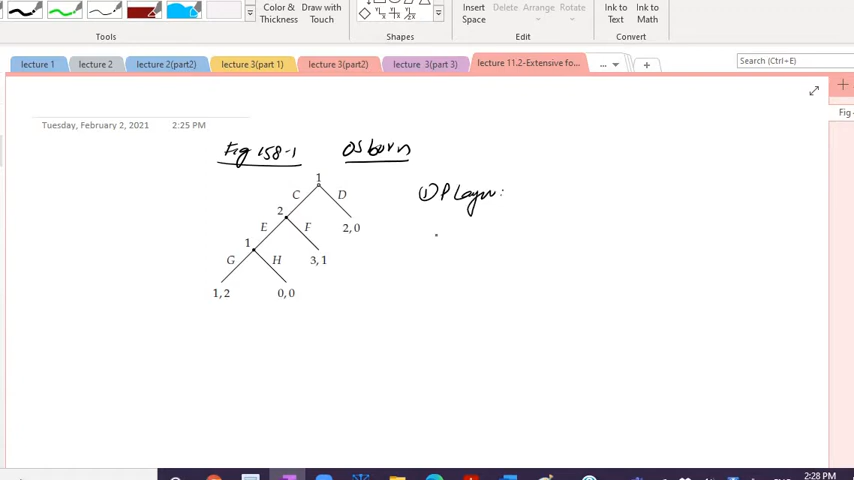 Color &
Thickness
Draw with
Touch
Insert
Space
Delete Arrange Rotate
Ink to
Text
Ink to
Math
Tools
Shapes
Edit
Convert
lecture 1
lecture 2
lecture 2(part2)
lecture 3(part 1)
lecture 3(part2)
lecture 3(part 3)
lecture 11.2-Extensive fo...
...
+
Search (Ctrl+E)
Tuesday, February 2, 2021 2:25 PM
Fig 158-1 Osborn
Fig
1
C D
2
E F 2, 0
1
G H 3, 1
1, 2 0, 0
① Player:
2:28 PM